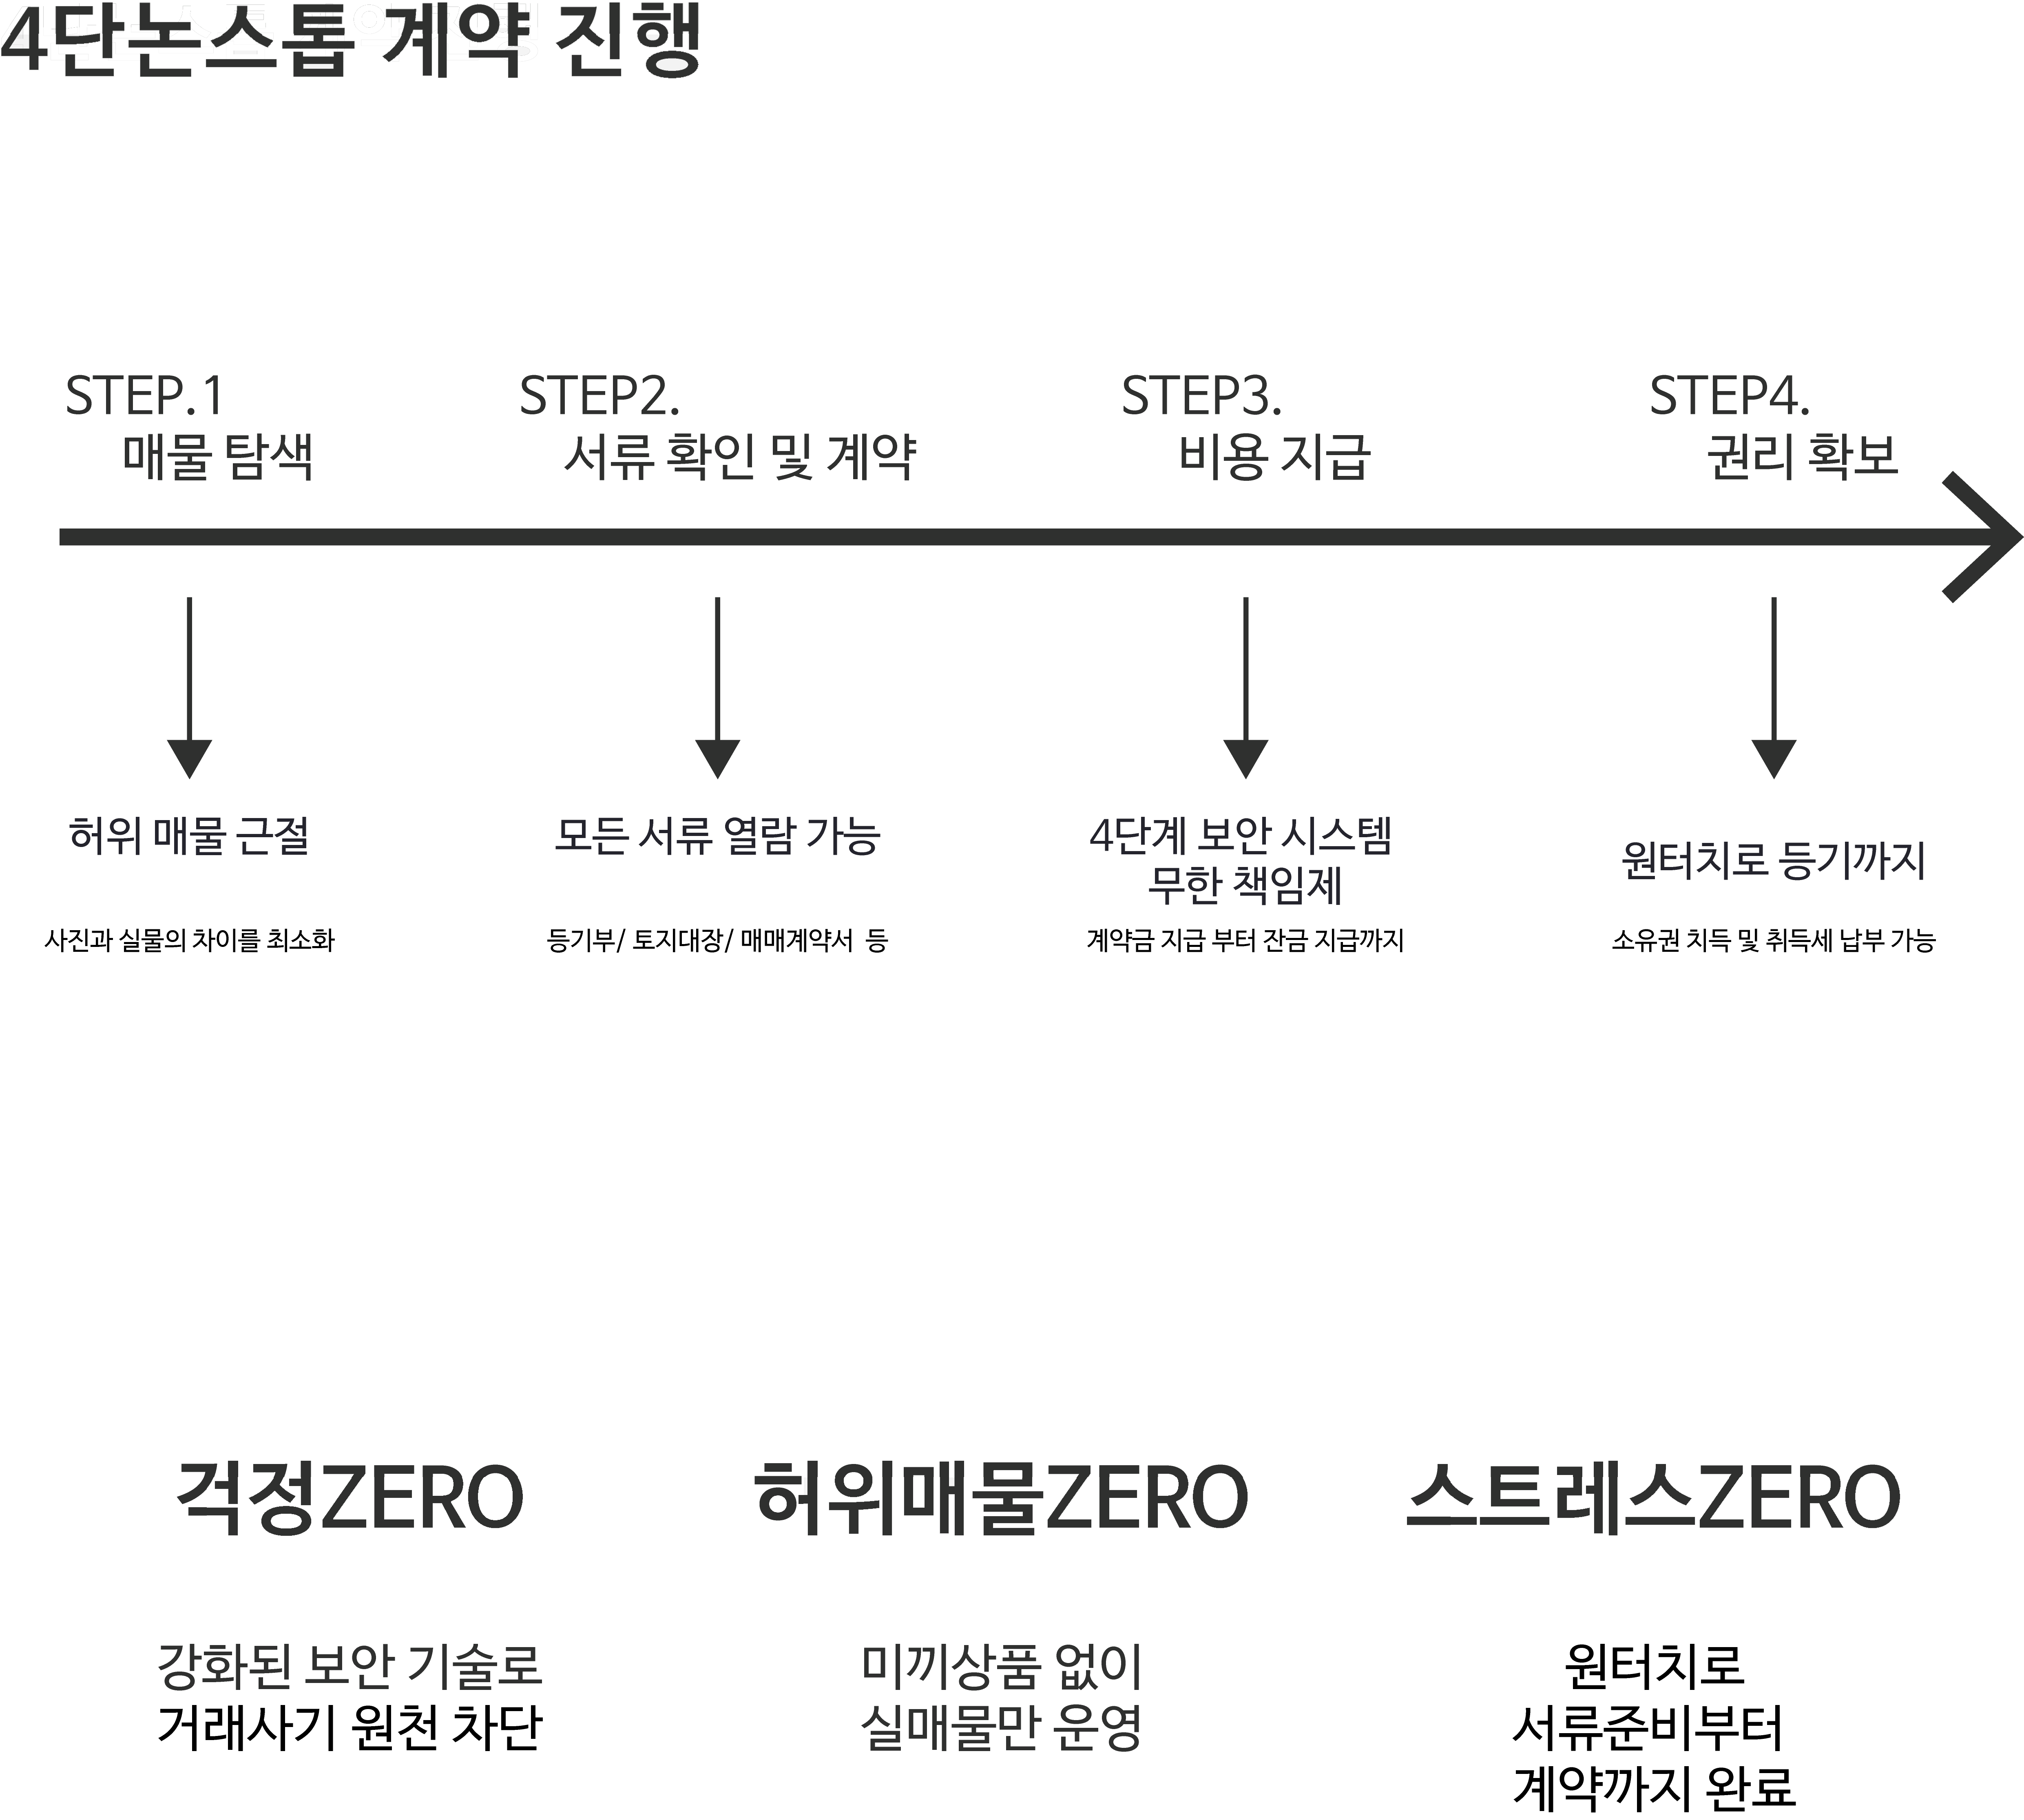 4단논스톱 계약 진행
STEP.1
매물 탐색
STEP2.
서류 확인 및 계약
STEP3.
비용 지급
STEP4.
권리 확보
허위 매물 근절
사진과 실물의 차이를 최소화
모든 서류 열람 가능
등기부/ 토지대장/ 매매계약서 등
4단계 보안 시스템
무한 책임제
계약금 지급 부터 잔금 지급까지
원터치로 등기까지
소유권 치득 및 취득세 납부 가능
걱정ZERO
강화된 보안 기술로
거래사기 원천 차단
허위매물ZERO
미끼상품 없이
실매물만 운영
스트레스ZERO
원터치로
서류준비부터
계약까지 완료